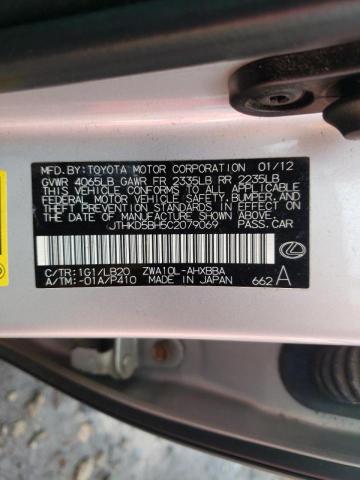 MFD.BY:TOYOTA MOTOR CORPORATION 01/12
GVWR 4065LB GAWR FR 2335LB RR 2235LB
THIS VEHICLE CONFORMS TO ALL APPLICABLE
FEDERAL MOTOR VEHICLE SAFETY,BUMPER,AND
THEFT PREVENTION STANDARDS IN EFFECT ON
THE DATE OF MANUFACTURE SHOWN ABOVE.
JTHKD5BH5C2079069 PASS.CAR
C/TR:1G1/LB20 ZWA10L-AHXBBA
A/TM:-01A/P410 MADE IN JAPAN 662 A